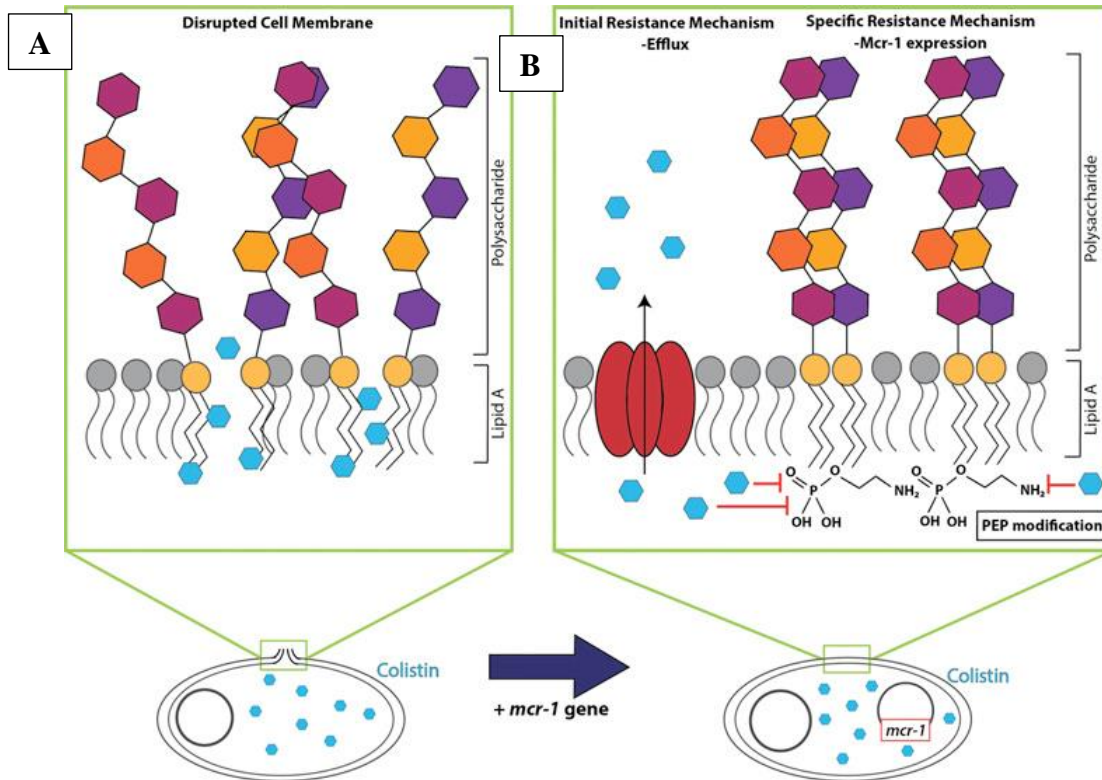 A
Disrupted Cell Membrane
Polysaccharide
Lipid A
B
Initial Resistance Mechanism
-Efflux
Specific Resistance Mechanism
-Mcr-1 expression
Polysaccharide
Lipid A
O
P
O
OH OH
NH2
O
P
O
OH OH
NH2
PEP modification
Colistin
+ mcr-1 gene
Colistin
mcr-1